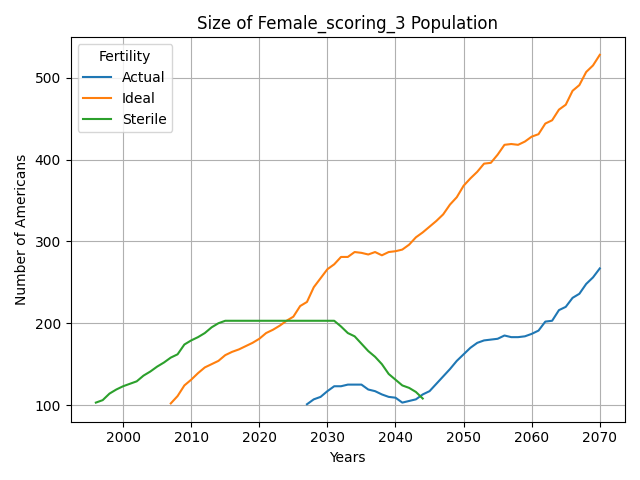 Size of Female_scoring_3 Population
Fertility
Actual
Ideal
Sterile
500
400
300
200
100
Number of Americans
2000 2010 2020 2030 2040 2050 2060 2070
Years